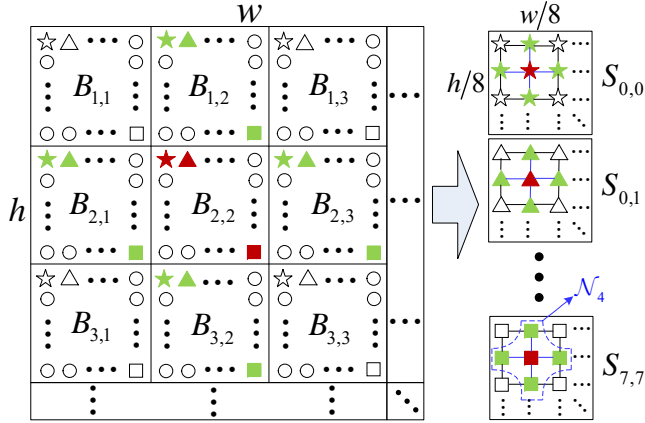 w
w/8
B1,1 B1,2 B1,3
h/8
S0,0
S0,1
h
B2,1 B2,2 B2,3
𝒩4
B3,1 B3,2 B3,3
S7,7